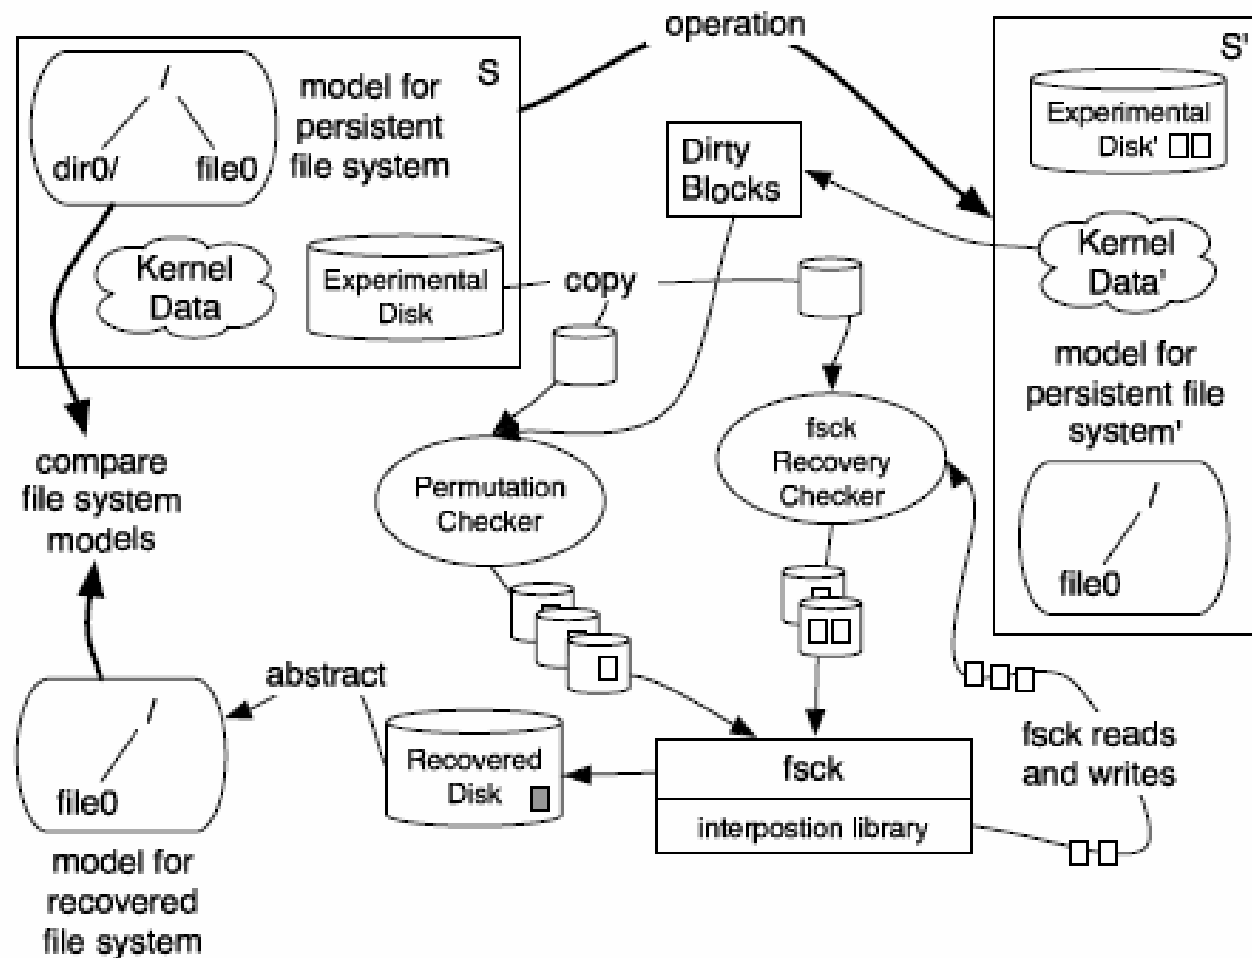 operation
S
/
dir0/ file0
model for
persistent
file system
Kernel
Data
Experimental
Disk
copy
Dirty
Blocks
S'
Experimental
Disk'
Kernel
Data'
model for
persistent file
system'
/
file0
compare
file system
models
Permutation
Checker
fsck
Recovery
Checker
abstract
/
file0
model for
recovered
file system
Recovered
Disk
fsck
interpostion library
fsck reads
and writes